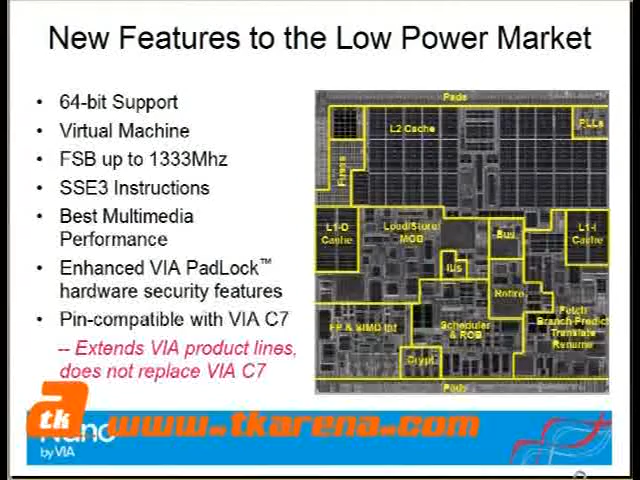 New Features to the Low Power Market
• 64-bit Support
• Virtual Machine
• FSB up to 1333Mhz
• SSE3 Instructions
• Best Multimedia
Performance
• Enhanced VIA PadLock™
hardware security features
• Pin-compatible with VIA C7
-- Extends VIA product lines,
does not replace VIA C7
Pads
L2 Cache
PLLs
Fuses
L1-D
Cache
Load/Store/
MOB
Bus
L1-I
Cache
IUs
Retire
FP & SIMD Int
Scheduler
& ROB
Fetch
Branch Predict
Translate
Rename
Crypt
Pads
tk www.tkarena.com
Nano
by VIA